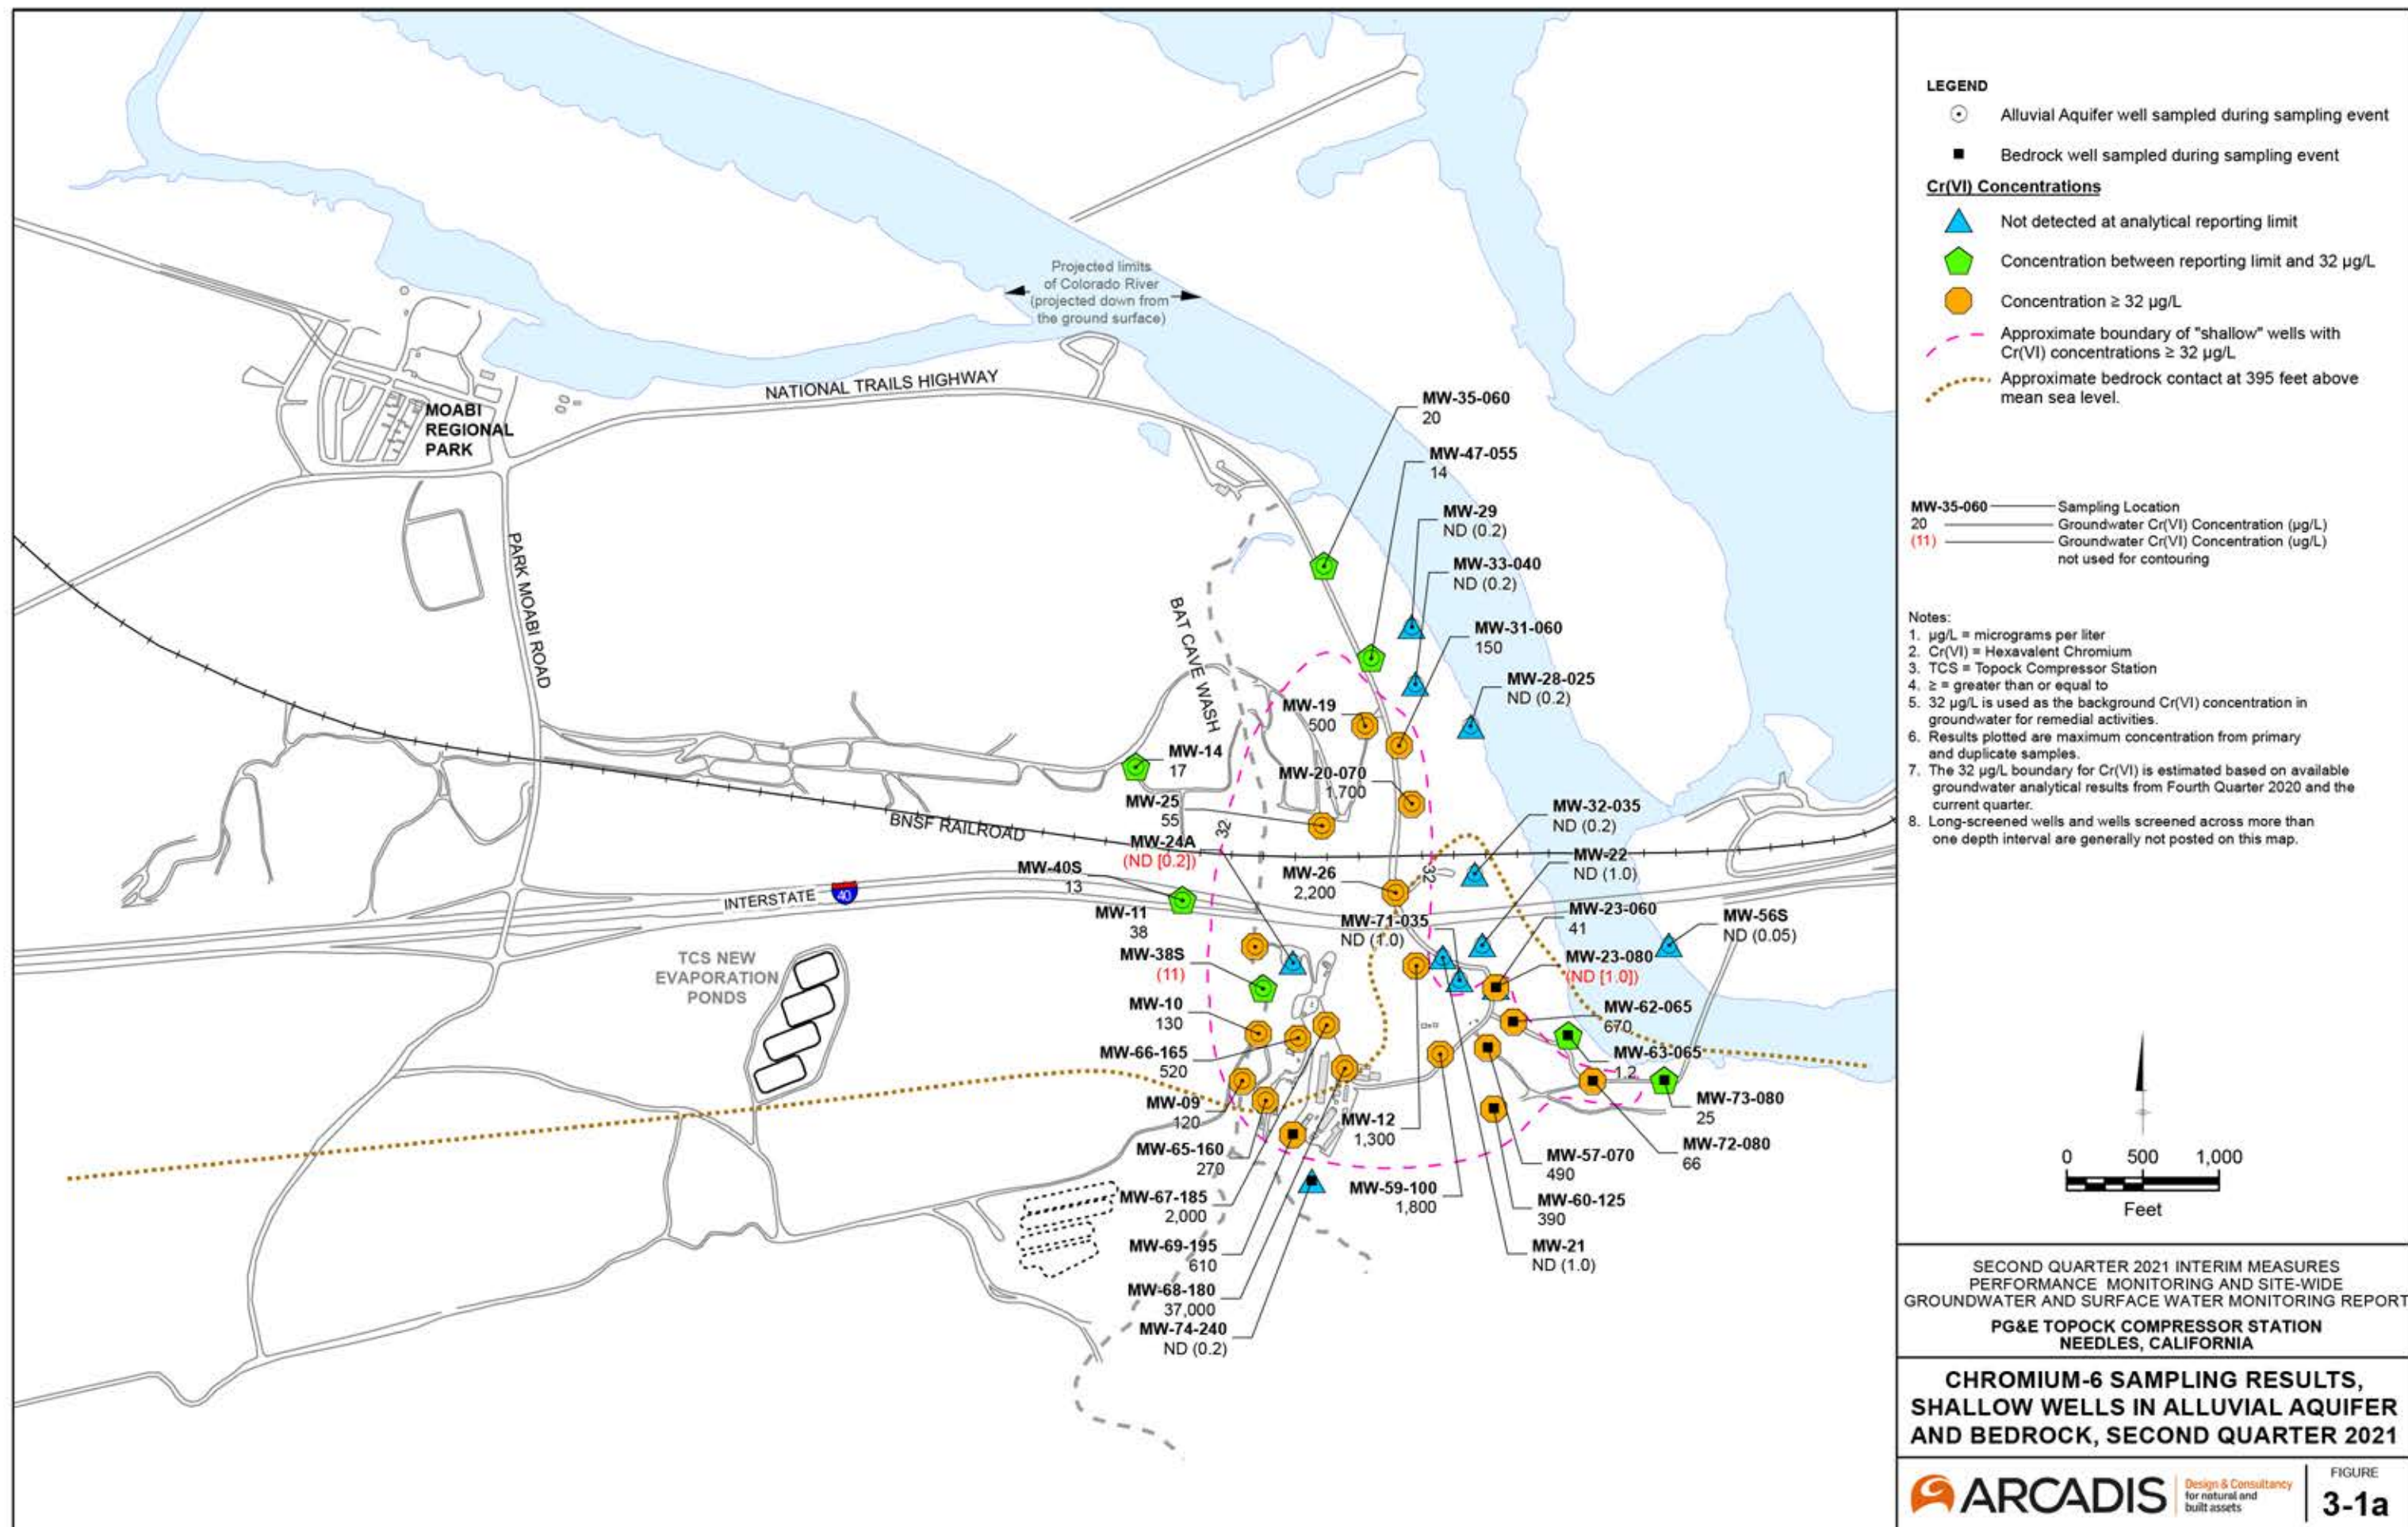 Projected limits
of Colorado River
(projected down from
the ground surface)
NATIONAL TRAILS HIGHWAY
MOABI
REGIONAL
PARK
PARK MOABI ROAD
BAT CAVE WASH
BNSF RAILROAD
INTERSTATE 40
TCS NEW
EVAPORATION
PONDS
32
32
MW-35-060
20
MW-47-055
14
MW-29
ND (0.2)
MW-33-040
ND (0.2)
MW-31-060
150
MW-28-025
ND (0.2)
MW-19
500
MW-14
17
MW-20-070
1,700
MW-25
55
MW-24A
(ND [0.2])
MW-32-035
ND (0.2)
MW-22
ND (1.0)
MW-40S
13
MW-26
2,200
MW-11
38
MW-71-035
ND (1.0)
MW-23-060
41
MW-56S
ND (0.05)
MW-38S
(11)
MW-23-080
(ND [1.0])
MW-10
130
MW-62-065
670
MW-66-165
520
MW-63-065
1.2
MW-09
120
MW-12
1,300
MW-73-080
25
MW-72-080
66
MW-65-160
270
MW-57-070
490
MW-67-185
2,000
MW-59-100
1,800
MW-60-125
390
MW-69-195
610
MW-21
ND (1.0)
MW-68-180
37,000
MW-74-240
ND (0.2)
LEGEND
Alluvial Aquifer well sampled during sampling event
Bedrock well sampled during sampling event
Cr(VI) Concentrations
Not detected at analytical reporting limit
Concentration between reporting limit and 32 µg/L
Concentration ≥ 32 µg/L
Approximate boundary of "shallow" wells with
Cr(VI) concentrations ≥ 32 µg/L
Approximate bedrock contact at 395 feet above
mean sea level.
MW-35-060 Sampling Location
20 Groundwater Cr(VI) Concentration (µg/L)
(11) Groundwater Cr(VI) Concentration (ug/L)
not used for contouring
Notes:
1. µg/L = micrograms per liter
2. Cr(VI) = Hexavalent Chromium
3. TCS = Topock Compressor Station
4. ≥ = greater than or equal to
5. 32 µg/L is used as the background Cr(VI) concentration in
groundwater for remedial activities.
6. Results plotted are maximum concentration from primary
and duplicate samples.
7. The 32 µg/L boundary for Cr(VI) is estimated based on available
groundwater analytical results from Fourth Quarter 2020 and the
current quarter.
8. Long-screened wells and wells screened across more than
one depth interval are generally not posted on this map.
0 500 1,000
Feet
SECOND QUARTER 2021 INTERIM MEASURES
PERFORMANCE MONITORING AND SITE-WIDE
GROUNDWATER AND SURFACE WATER MONITORING REPORT
PG&E TOPOCK COMPRESSOR STATION
NEEDLES, CALIFORNIA
CHROMIUM-6 SAMPLING RESULTS,
SHALLOW WELLS IN ALLUVIAL AQUIFER
AND BEDROCK, SECOND QUARTER 2021
ARCADIS
Design & Consultancy
for natural and
built assets
FIGURE
3-1a